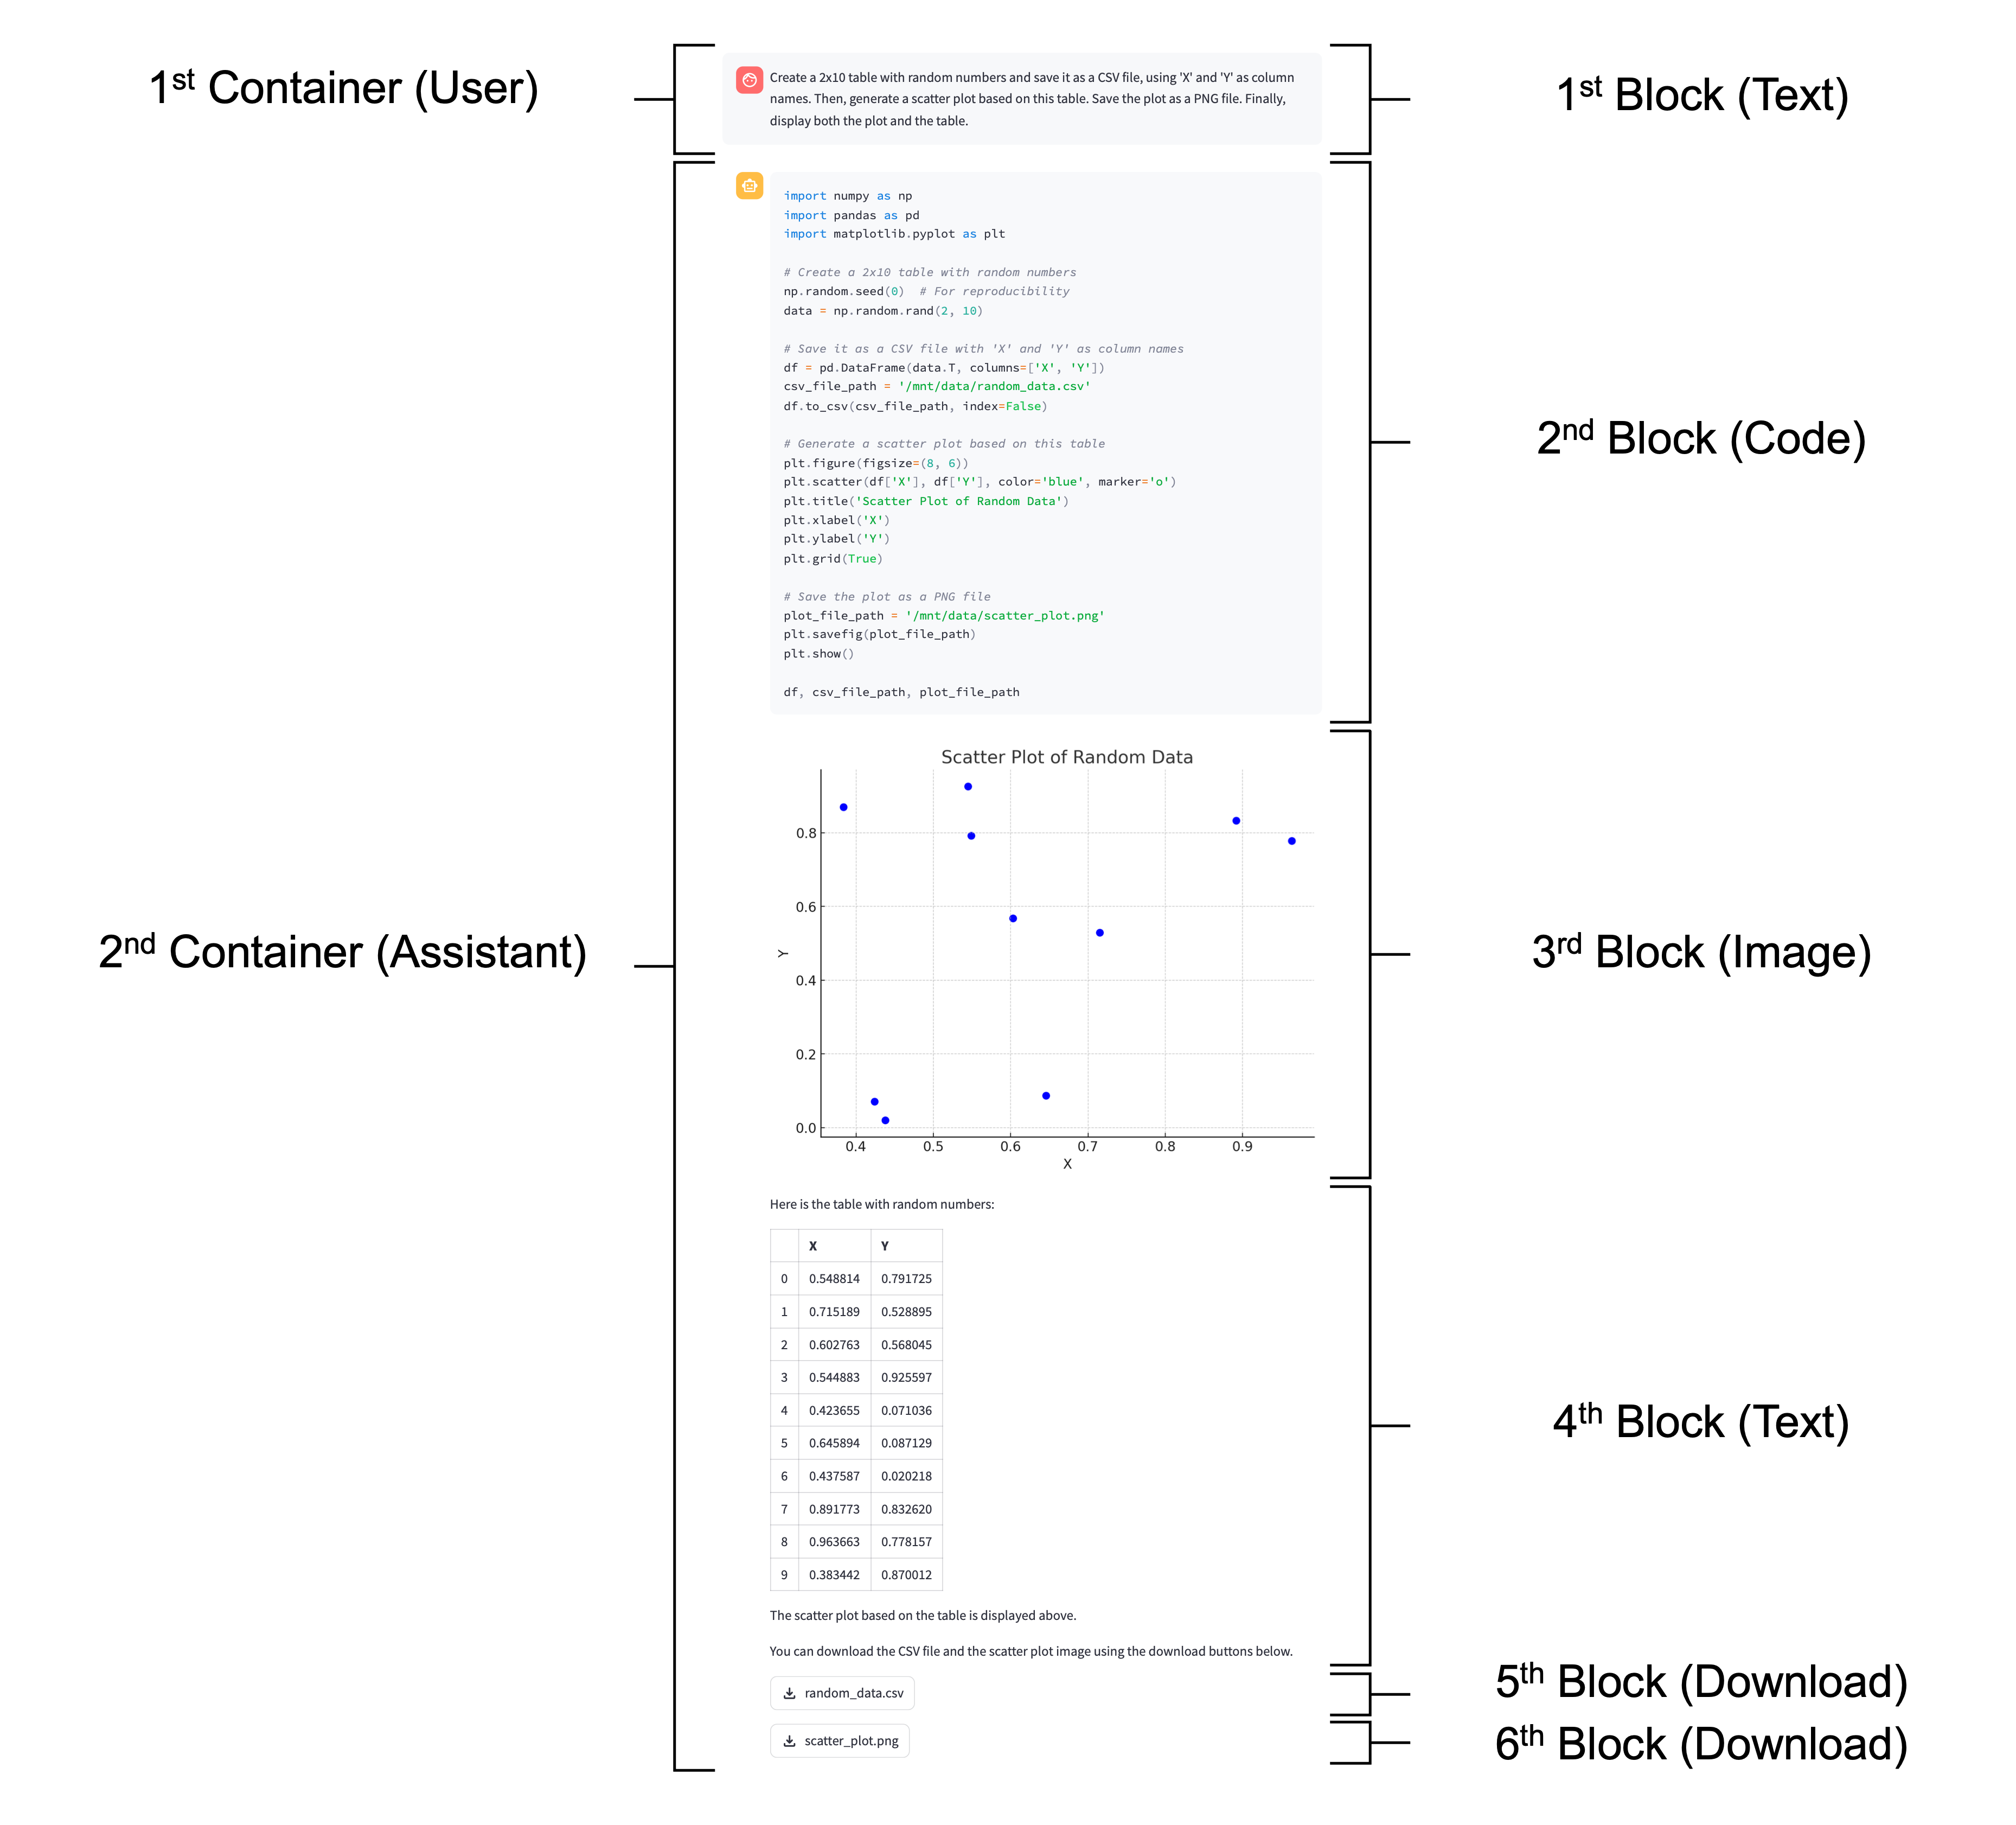 1st Container (User)
Create a 2x10 table with random numbers and save it as a CSV file, using 'X' and 'Y' as column
names. Then, generate a scatter plot based on this table. Save the plot as a PNG file. Finally,
display both the plot and the table.
1st Block (Text)
import numpy as np
import pandas as pd
import matplotlib.pyplot as plt
# Create a 2x10 table with random numbers
np.random.seed(0)  # For reproducibility
data = np.random.rand(2, 10)
# Save it as a CSV file with 'X' and 'Y' as column names
df = pd.DataFrame(data.T, columns=['X', 'Y'])
csv_file_path = '/mnt/data/random_data.csv'
df.to_csv(csv_file_path, index=False)
# Generate a scatter plot based on this table
plt.figure(figsize=(8, 6))
plt.scatter(df['X'], df['Y'], color='blue', marker='o')
plt.title('Scatter Plot of Random Data')
plt.xlabel('X')
plt.ylabel('Y')
plt.grid(True)
# Save the plot as a PNG file
plot_file_path = '/mnt/data/scatter_plot.png'
plt.savefig(plot_file_path)
plt.show()
df, csv_file_path, plot_file_path
2nd Block (Code)
2nd Container (Assistant)
Scatter Plot of Random Data
0.8
0.6
Y
0.4
0.2
0.0
0.4 0.5 0.6 0.7 0.8 0.9
X
3rd Block (Image)
Here is the table with random numbers:
X Y
0 0.548814 0.791725
1 0.715189 0.528895
2 0.602763 0.568045
3 0.544883 0.925597
4 0.423655 0.071036
5 0.645894 0.087129
6 0.437587 0.020218
7 0.891773 0.832620
8 0.963663 0.778157
9 0.383442 0.870012
The scatter plot based on the table is displayed above.
You can download the CSV file and the scatter plot image using the download buttons below.
4th Block (Text)
random_data.csv
5th Block (Download)
scatter_plot.png
6th Block (Download)